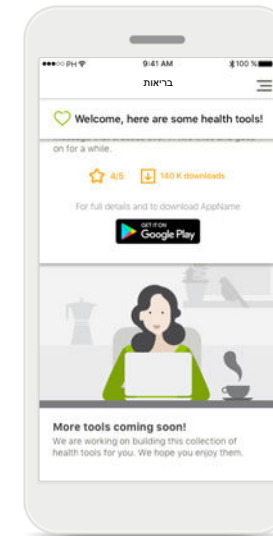 PH
9:41 AM
100 %
בריאות
Welcome, here are some health tools!
on for a while.
4/5
140 K downloads
For full details and to download AppName
GET IT ON
Google Play
More tools coming soon!
We are working on building this collection of
health tools for you. We hope you enjoy them.